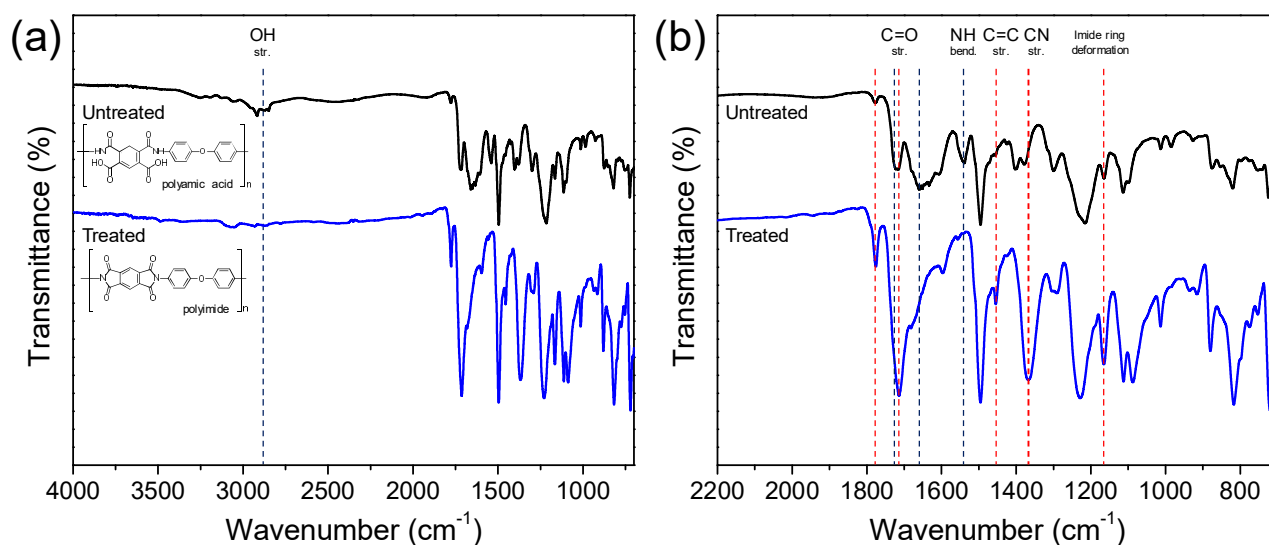 (a)
OH
str.
Untreated
O
O
HN
NH
O
HO
OH
O
O
n
polyamic acid
Treated
O
O
N
N
O
O
O
n
polyimide
Transmittance (%)
4000 3500 3000 2500 2000 1500 1000
Wavenumber (cm-1)
(b)
C=O NH C=C CN Imide ring
str. bend. str. str. deformation
Untreated
Treated
Transmittance (%)
2200 2000 1800 1600 1400 1200 1000 800
Wavenumber (cm-1)